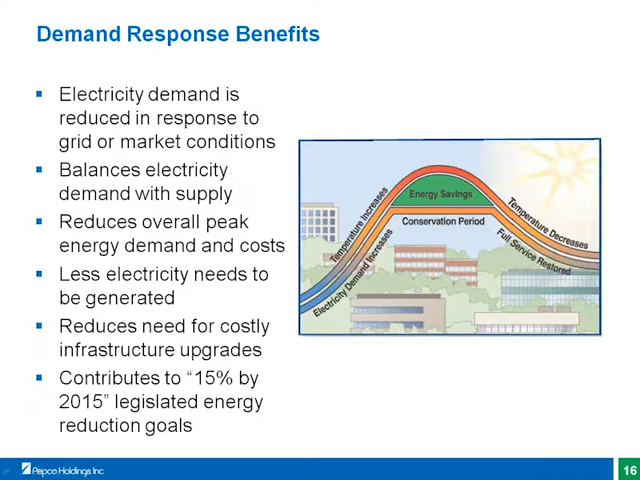 Demand Response Benefits
Electricity demand is
reduced in response to
grid or market conditions
Balances electricity
demand with supply
Reduces overall peak
energy demand and costs
Less electricity needs to
be generated
Reduces need for costly
infrastructure upgrades
Contributes to “15% by
2015” legislated energy
reduction goals
Temperature Increases
Electricity Demand Increases
Energy Savings
Conservation Period
Temperature Decreases
Full Service Restored
Pepco Holdings Inc
16